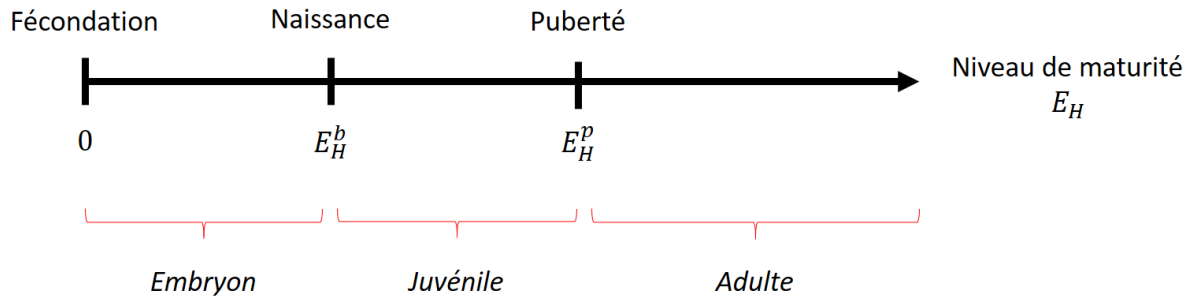 Fécondation
Naissance
Puberté
Niveau de maturité
E_H
0
E_H^b
E_H^p
Embryon
Juvénile
Adulte